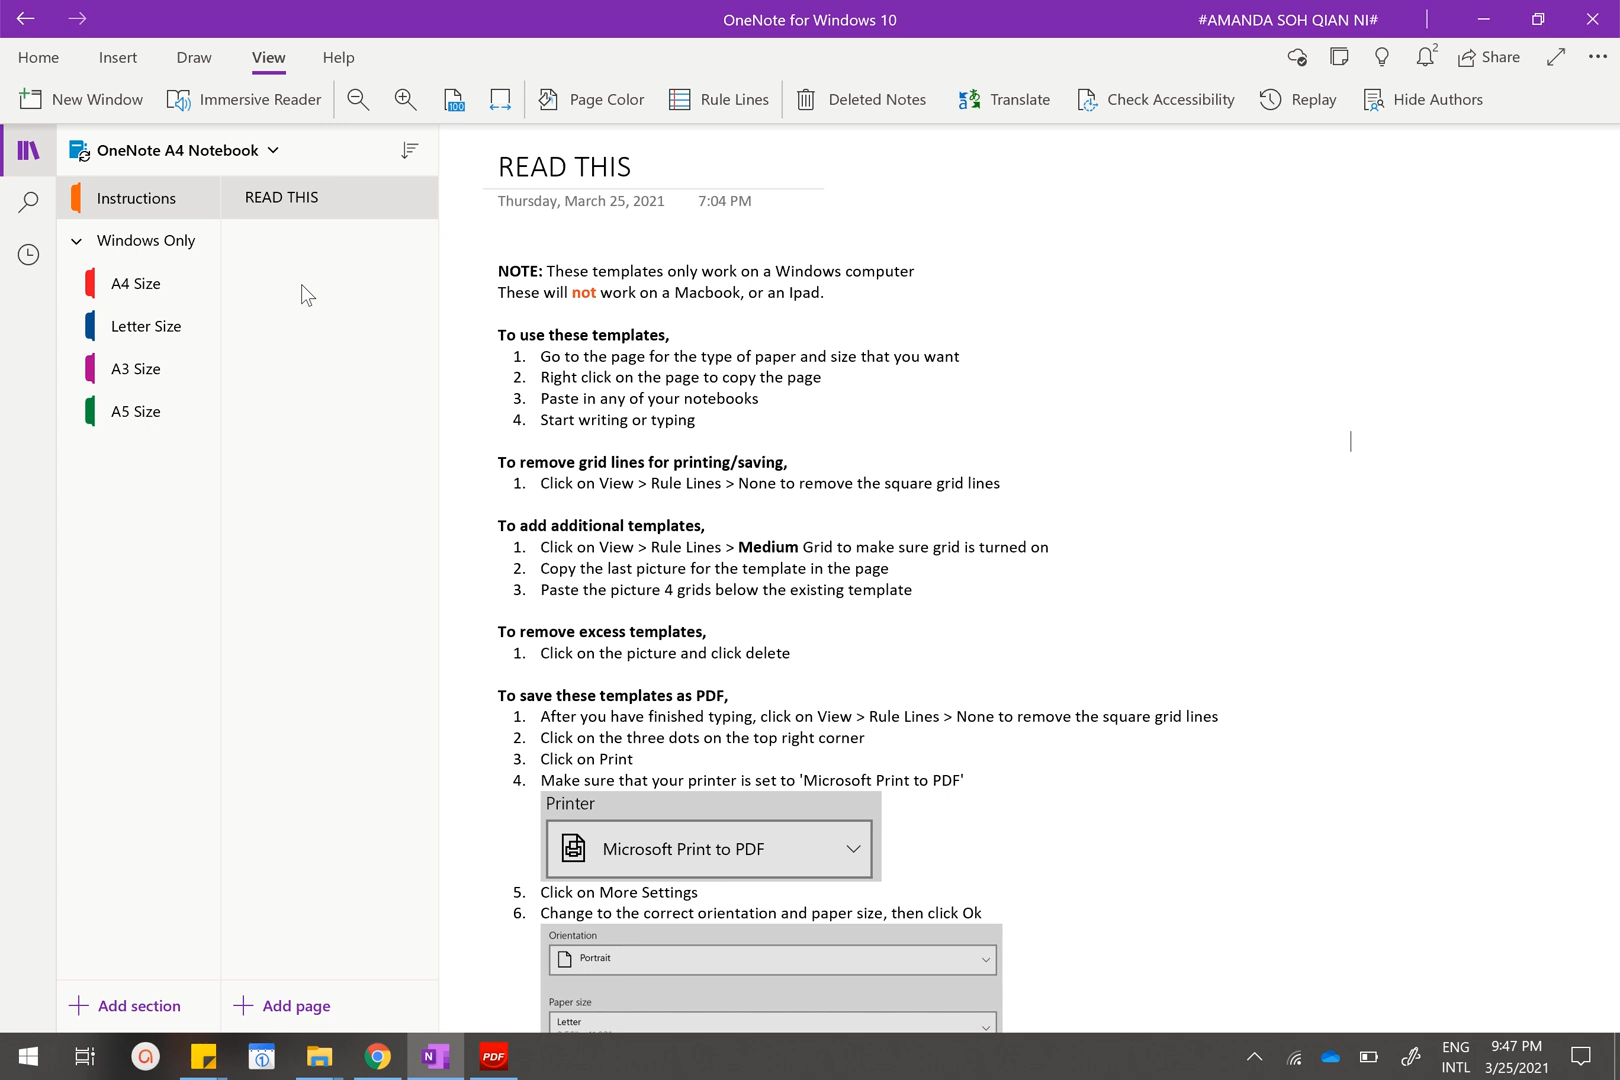 OneNote for Windows 10
#AMANDA SOH QIAN NI#
Home Insert Draw View Help
2
Share
New Window Immersive Reader 100 Page Color Rule Lines Deleted Notes Translate Check Accessibility Replay Hide Authors
OneNote A4 Notebook
Instructions
Windows Only
A4 Size
Letter Size
A3 Size
A5 Size
Add section
READ THIS
Add page
READ THIS
Thursday, March 25, 2021 7:04 PM
NOTE: These templates only work on a Windows computer
These will not work on a Macbook, or an Ipad.
To use these templates,
1. Go to the page for the type of paper and size that you want
2. Right click on the page to copy the page
3. Paste in any of your notebooks
4. Start writing or typing
To remove grid lines for printing/saving,
1. Click on View > Rule Lines > None to remove the square grid lines
To add additional templates,
1. Click on View > Rule Lines > Medium Grid to make sure grid is turned on
2. Copy the last picture for the template in the page
3. Paste the picture 4 grids below the existing template
To remove excess templates,
1. Click on the picture and click delete
To save these templates as PDF,
1. After you have finished typing, click on View > Rule Lines > None to remove the square grid lines
2. Click on the three dots on the top right corner
3. Click on Print
4. Make sure that your printer is set to 'Microsoft Print to PDF'
Printer
Microsoft Print to PDF
5. Click on More Settings
6. Change to the correct orientation and paper size, then click Ok
Orientation
Portrait
Paper size
Letter
N
PDF
ENG
INTL
9:47 PM
3/25/2021